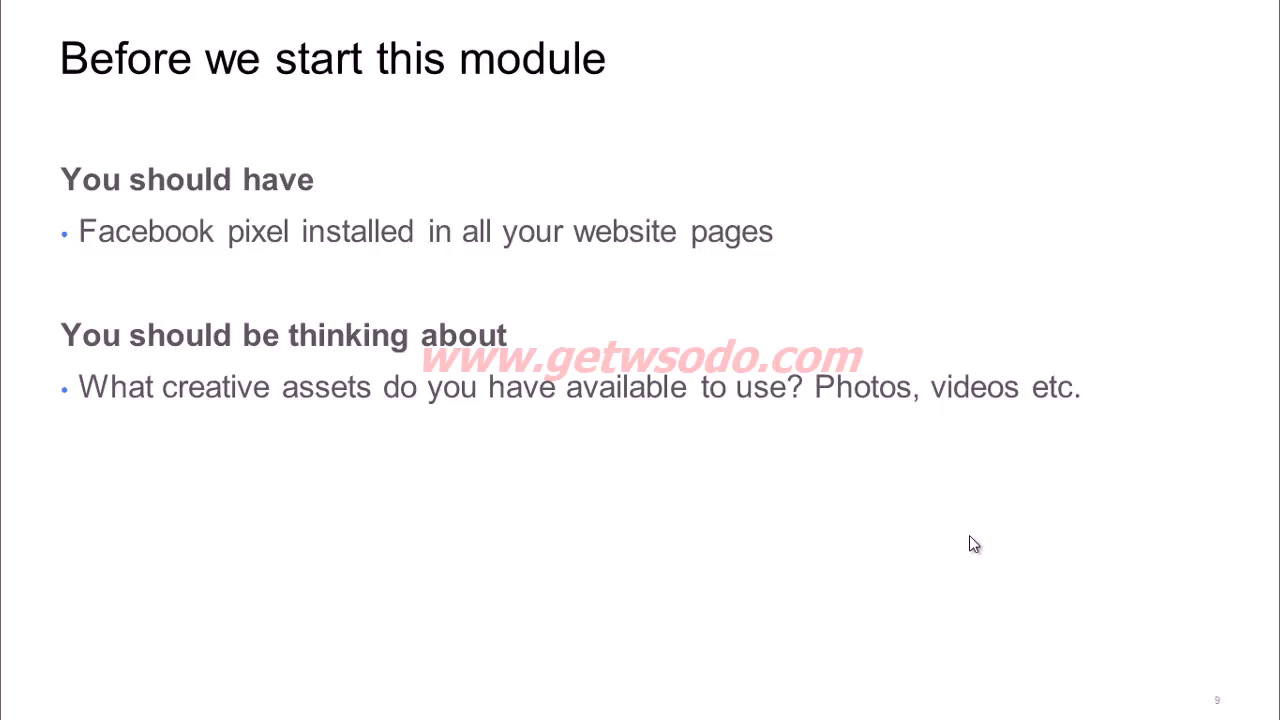 Before we start this module
You should have
• Facebook pixel installed in all your website pages
You should be thinking about
www.getwsodo.com
• What creative assets do you have available to use? Photos, videos etc.
9